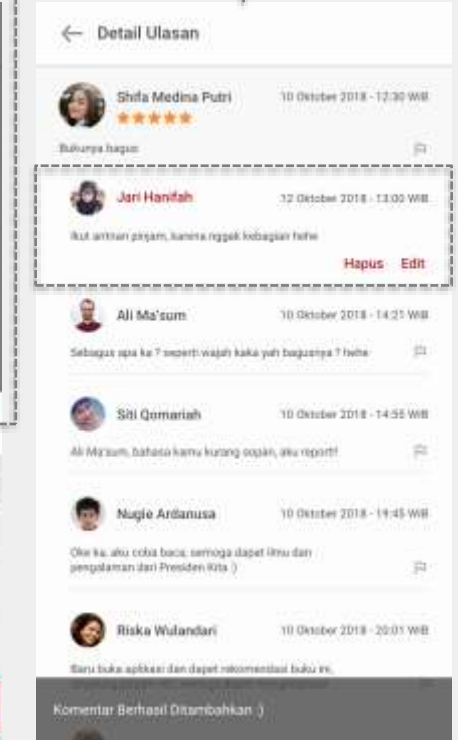 Detail Ulasan
Shifa Medina Putri 10 Oktober 2018 - 12:30 WIB
Bukunya bagus
Jari Hanifah 12 Oktober 2018 - 13:00 WIB
Ikut antrian pinjam, karena nggak kebagian hehe
Hapus Edit
Ali Ma'sum 10 Oktober 2018 - 14:21 WIB
Sebagus apa ka ? seperti wajah kaka yah bagusnya ? hehe
Siti Qomariah 10 Oktober 2018 - 14:55 WIB
Ali Ma'sum, bahasa kamu kurang sopan, aku report!!
Nugie Ardanusa 10 Oktober 2018 - 19:45 WIB
Oke ka, aku coba baca, semoga dapet ilmu dan
pengalaman dari Presiden Kita :)
Riska Wulandari 10 Oktober 2018 - 20:01 WIB
Baru buka aplikasi dan dapet rekomendasi buku ini,
Komentar Berhasil Ditambahkan :)